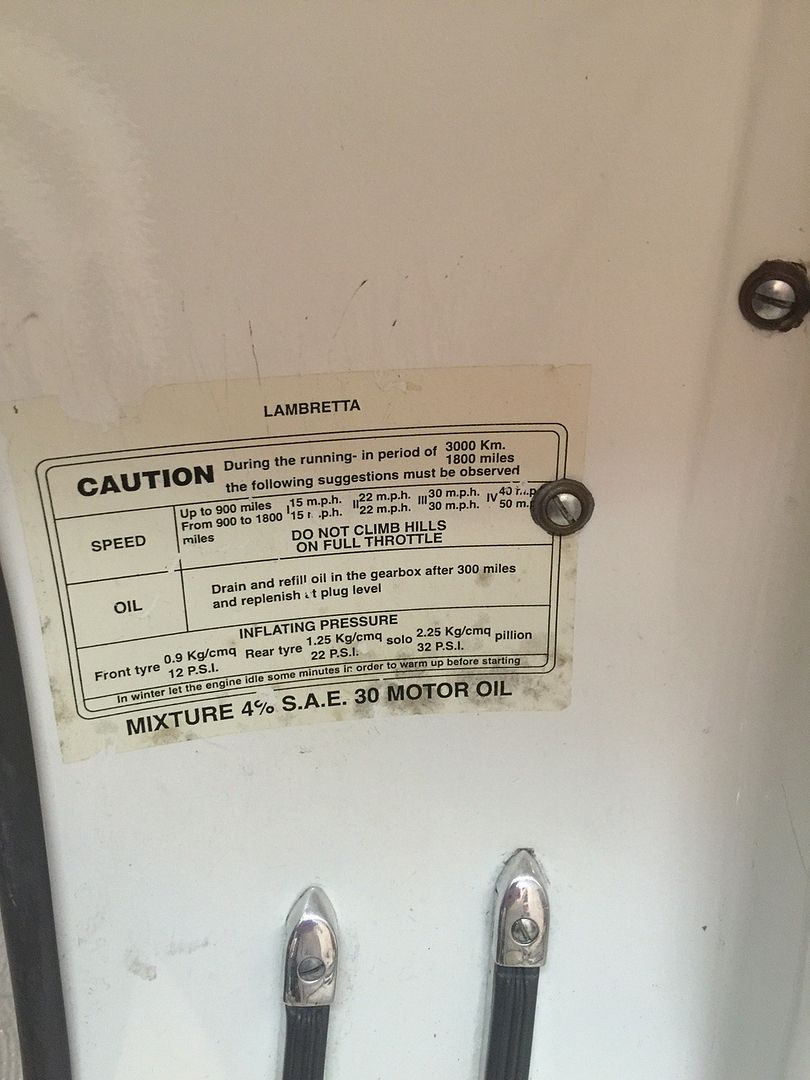 LAMBRETTA
CAUTION During the running- in period of 3000 Km.
1800 miles
the following suggestions must be observed
SPEED
Up to 900 miles I 15 m.p.h. II 22 m.p.h. III 30 m.p.h. IV 40
From 900 to 1800 15 22 m.p.h. 30 m.p.h. 50
miles
DO NOT CLIMB HILLS
ON FULL THROTTLE
OIL
Drain and refill oil in the gearbox after 300 miles
and replenish plug level
INFLATING PRESSURE
Front tyre 0.9 Kg/cmq Rear tyre 1.25 Kg/cmq solo 2.25 Kg/cmq pillion
12 P.S.I. 22 P.S.I. 32 P.S.I.
In winter let the engine idle some minutes in order to warm up before starting
MIXTURE 4% S.A.E. 30 MOTOR OIL